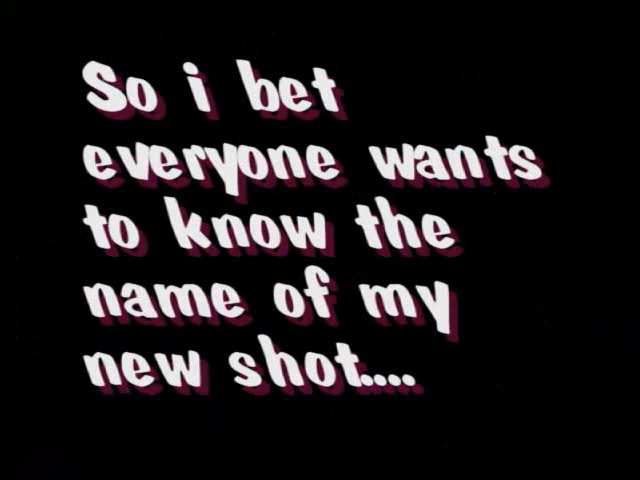 So i bet
everyone wants
to know the
name of my
new shot....